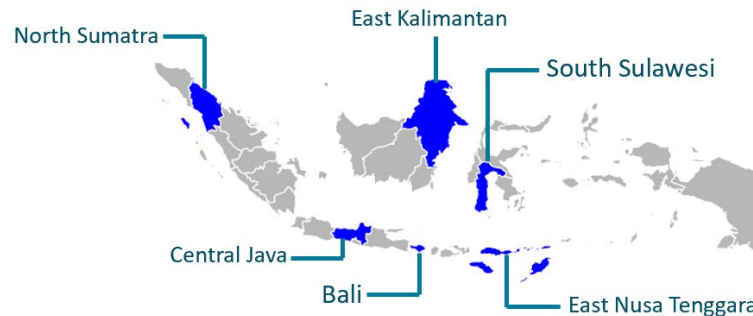 East Kalimantan
North Sumatra
South Sulawesi
Central Java
Bali
East Nusa Tenggara